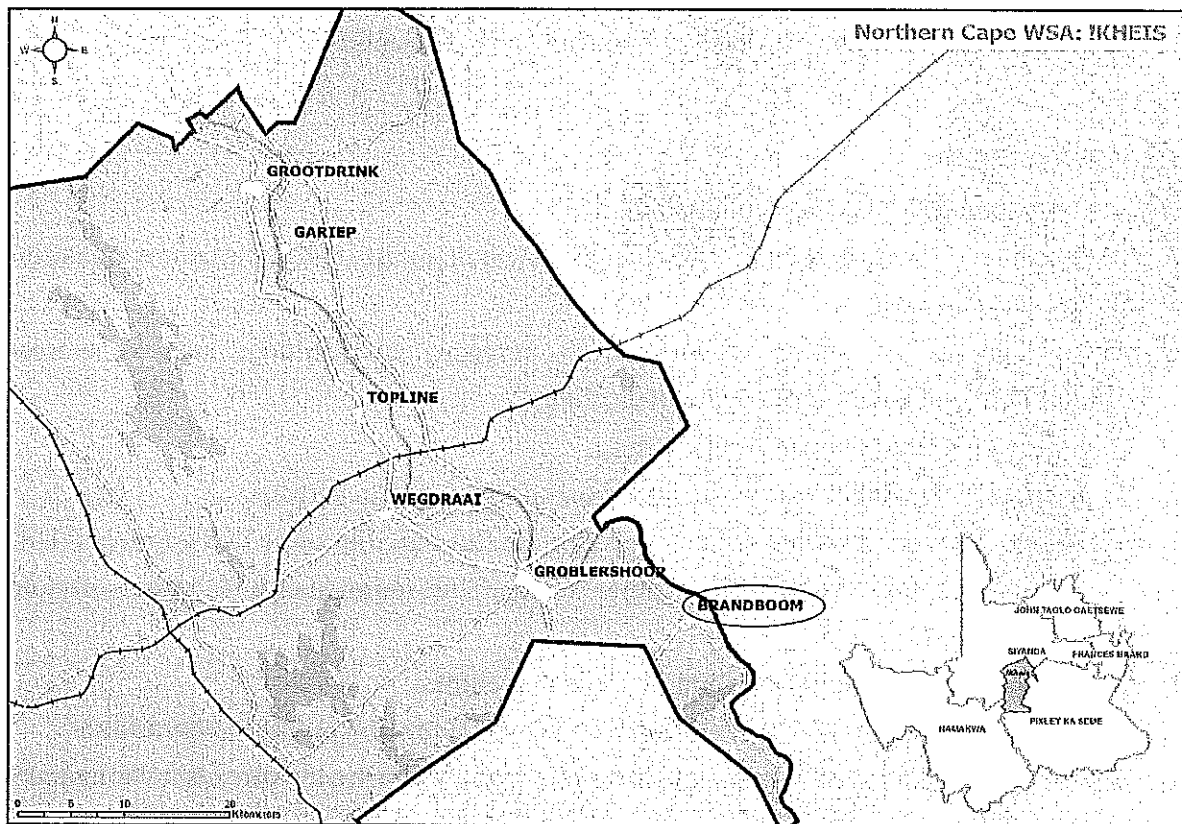 Northern Cape WSA: !KHEIS
N
W E
S
GROOTDRINK
GARIEP
TOPLINE
WEGDRAAI
GROBLERSHOOP
BRANDBOOM
JOHN TAOLO GAETSEWE
SIYANDA
FRANCES BAARD
NAMAKWA
PIXLEY KA SEME
0 5 10 20
Kilometers